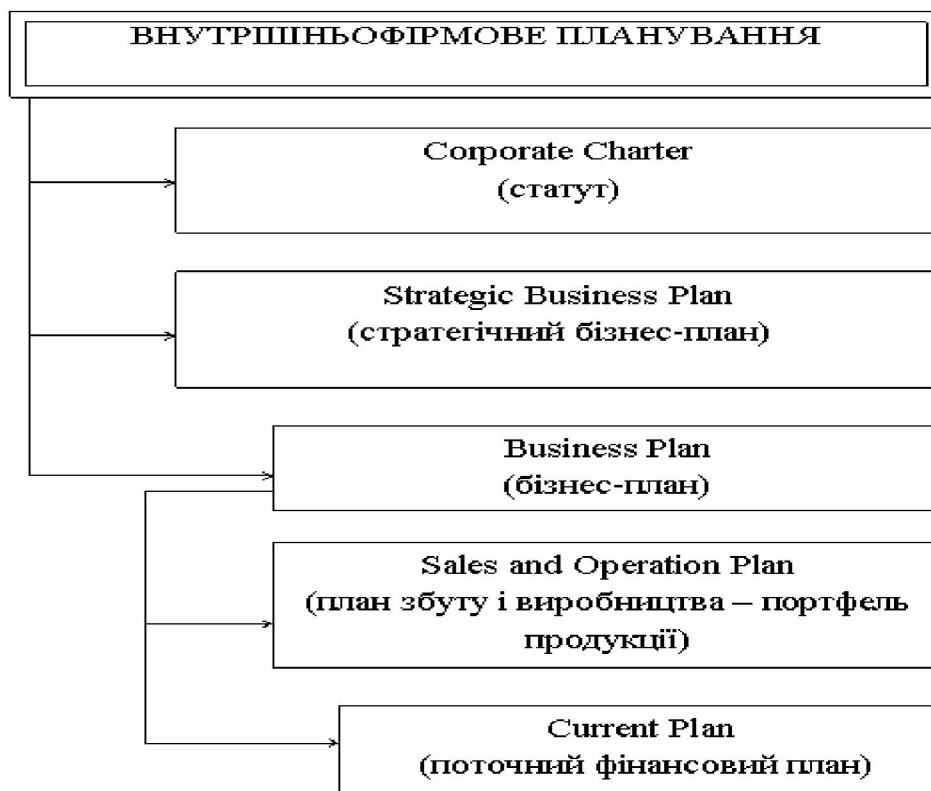 ВНУТРІШНЬОФІРМОВЕ ПЛАНУВАННЯ
Corporate Charter
(статут)
Strategic Business Plan
(стратегічний бізнес-план)
Business Plan
(бізнес-план)
Sales and Operation Plan
(план збуту і виробництва – портфель
продукції)
Current Plan
(поточний фінансовий план)